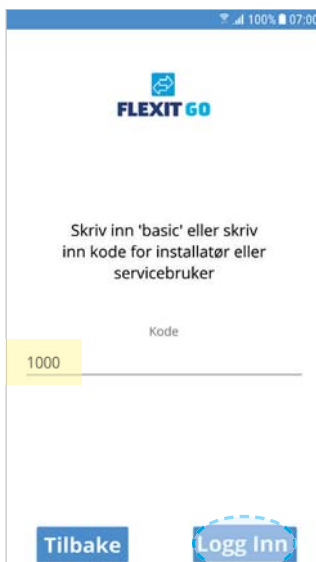 100% 07:00
FLEXIT GO
Skriv inn 'basic' eller skriv
inn kode for installatør eller
servicebruker
Kode
1000
Tilbake
Logg Inn